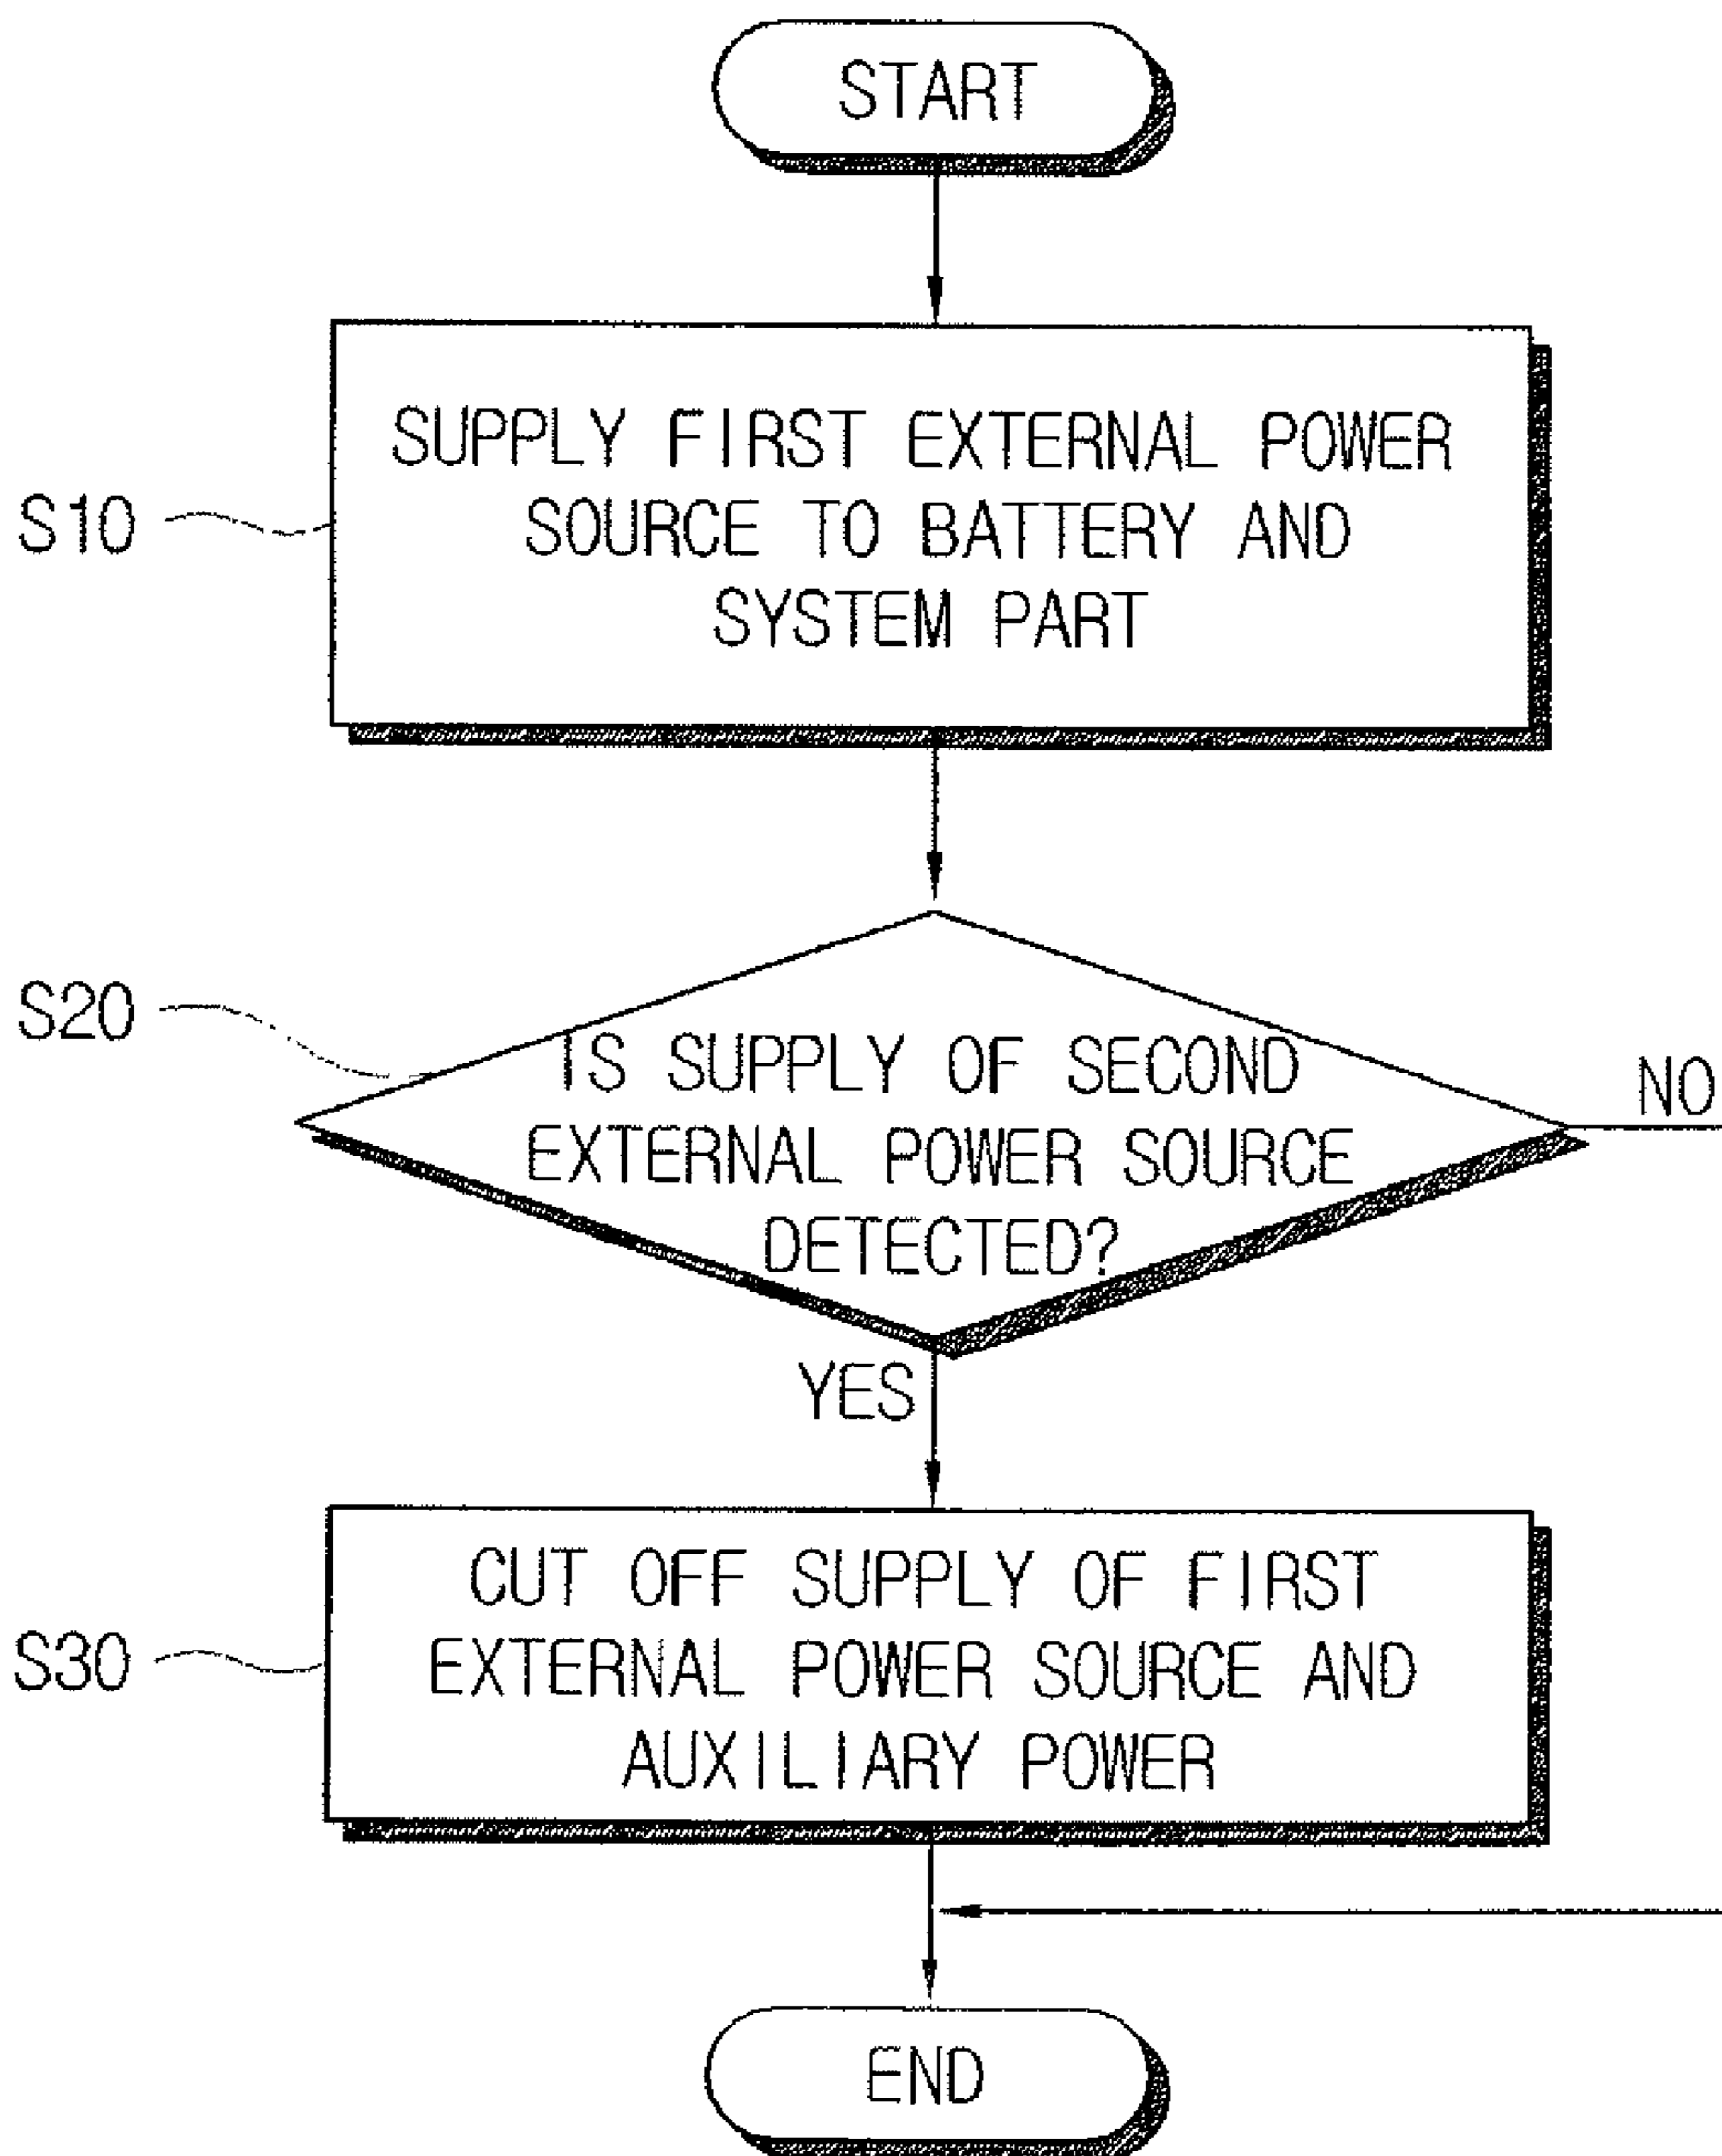 START
S10
SUPPLY FIRST EXTERNAL POWER
SOURCE TO BATTERY AND
SYSTEM PART
S20
IS SUPPLY OF SECOND
EXTERNAL POWER SOURCE
DETECTED?
NO
YES
S30
CUT OFF SUPPLY OF FIRST
EXTERNAL POWER SOURCE AND
AUXILIARY POWER
END